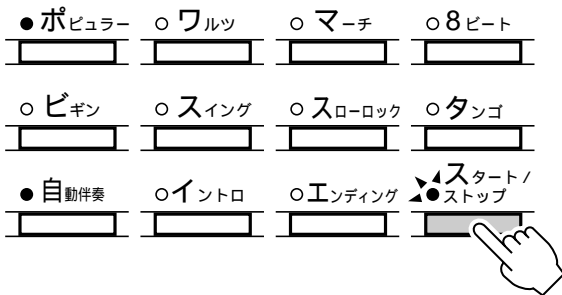 ● ポピュラー ○ ワルツ ○ マーチ ○ 8ビート
○ ビギン ○ スイング ○ スローロック ○ タンゴ
● 自動伴奏 ○ イントロ ○ エンディング ● スタート/
ストップ